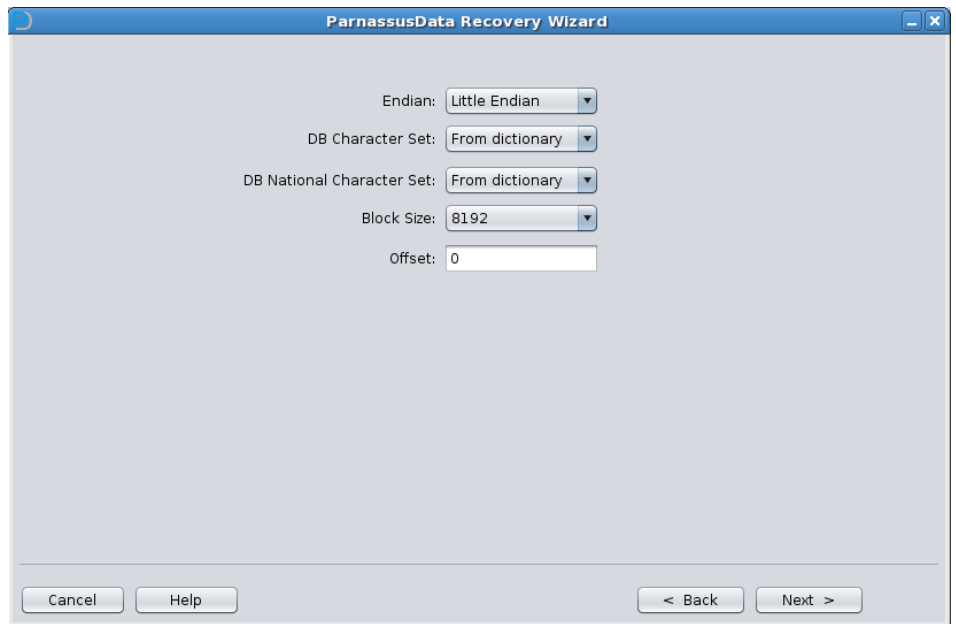 ParnassusData Recovery Wizard
Endian: Little Endian
DB Character Set: From dictionary
DB National Character Set: From dictionary
Block Size: 8192
Offset: 0
Cancel Help < Back Next >